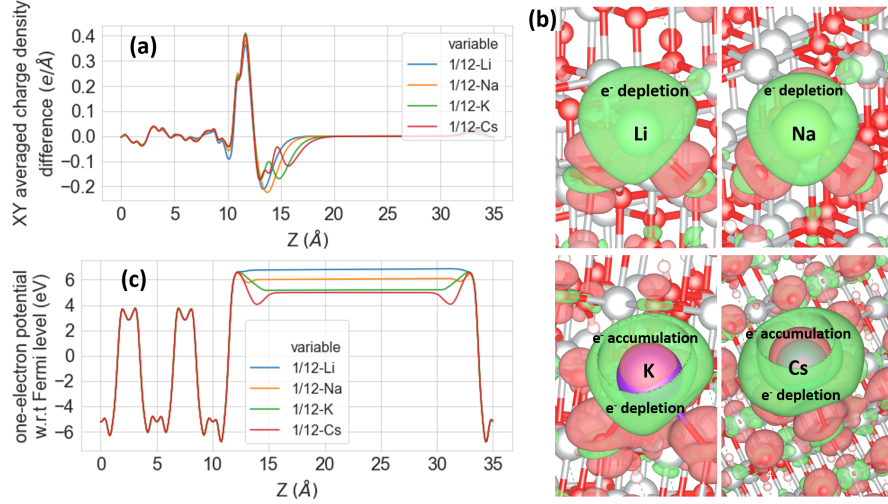 (a)
XY averaged charge density
difference (e/Å)
0.4
0.3
0.2
0.1
0.0
−0.1
−0.2
0 5 10 15 20 25 30 35
Z (Å)
variable
1/12-Li
1/12-Na
1/12-K
1/12-Cs
(b)
e⁻ depletion
Li
e⁻ depletion
Na
e⁻ accumulation
K
e⁻ depletion
e⁻ accumulation
Cs
e⁻ depletion
(c)
one-electron potential
w.r.t Fermi level (eV)
6
4
2
0
−2
−4
−6
0 5 10 15 20 25 30 35
Z (Å)
variable
1/12-Li
1/12-Na
1/12-K
1/12-Cs